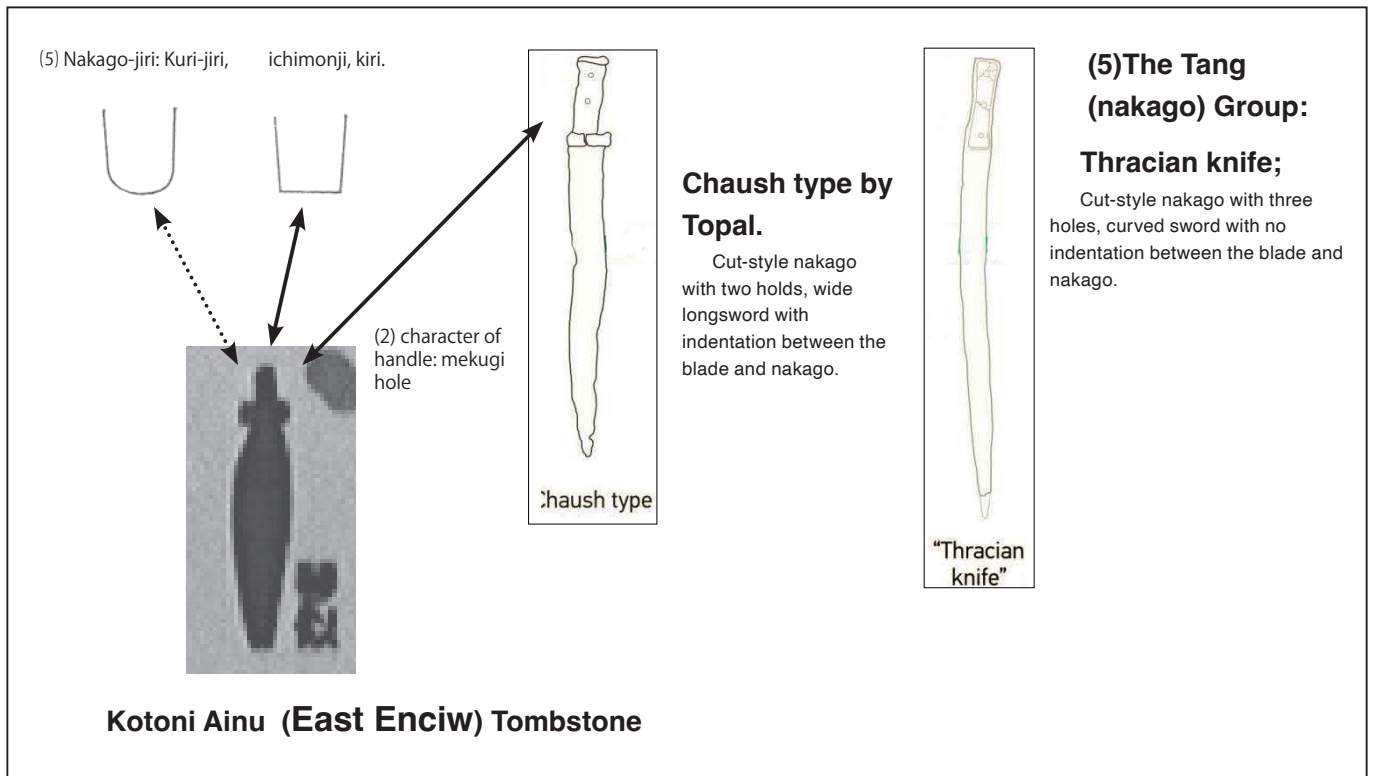 (5) Nakago-jiri: Kuri-jiri, ichimonji, kiri.
(2) character of
handle: mekugi
hole
Chaush type by
Topal.
Cut-style nakago
with two holds, wide
longsword with
indentation between the
blade and nakago.
Chaush type
(5)The Tang
(nakago) Group:
Thracian knife;
Cut-style nakago with three
holes, curved sword with no
indentation between the blade and
nakago.
“Thracian
knife”
Kotoni Ainu (East Enciw) Tombstone